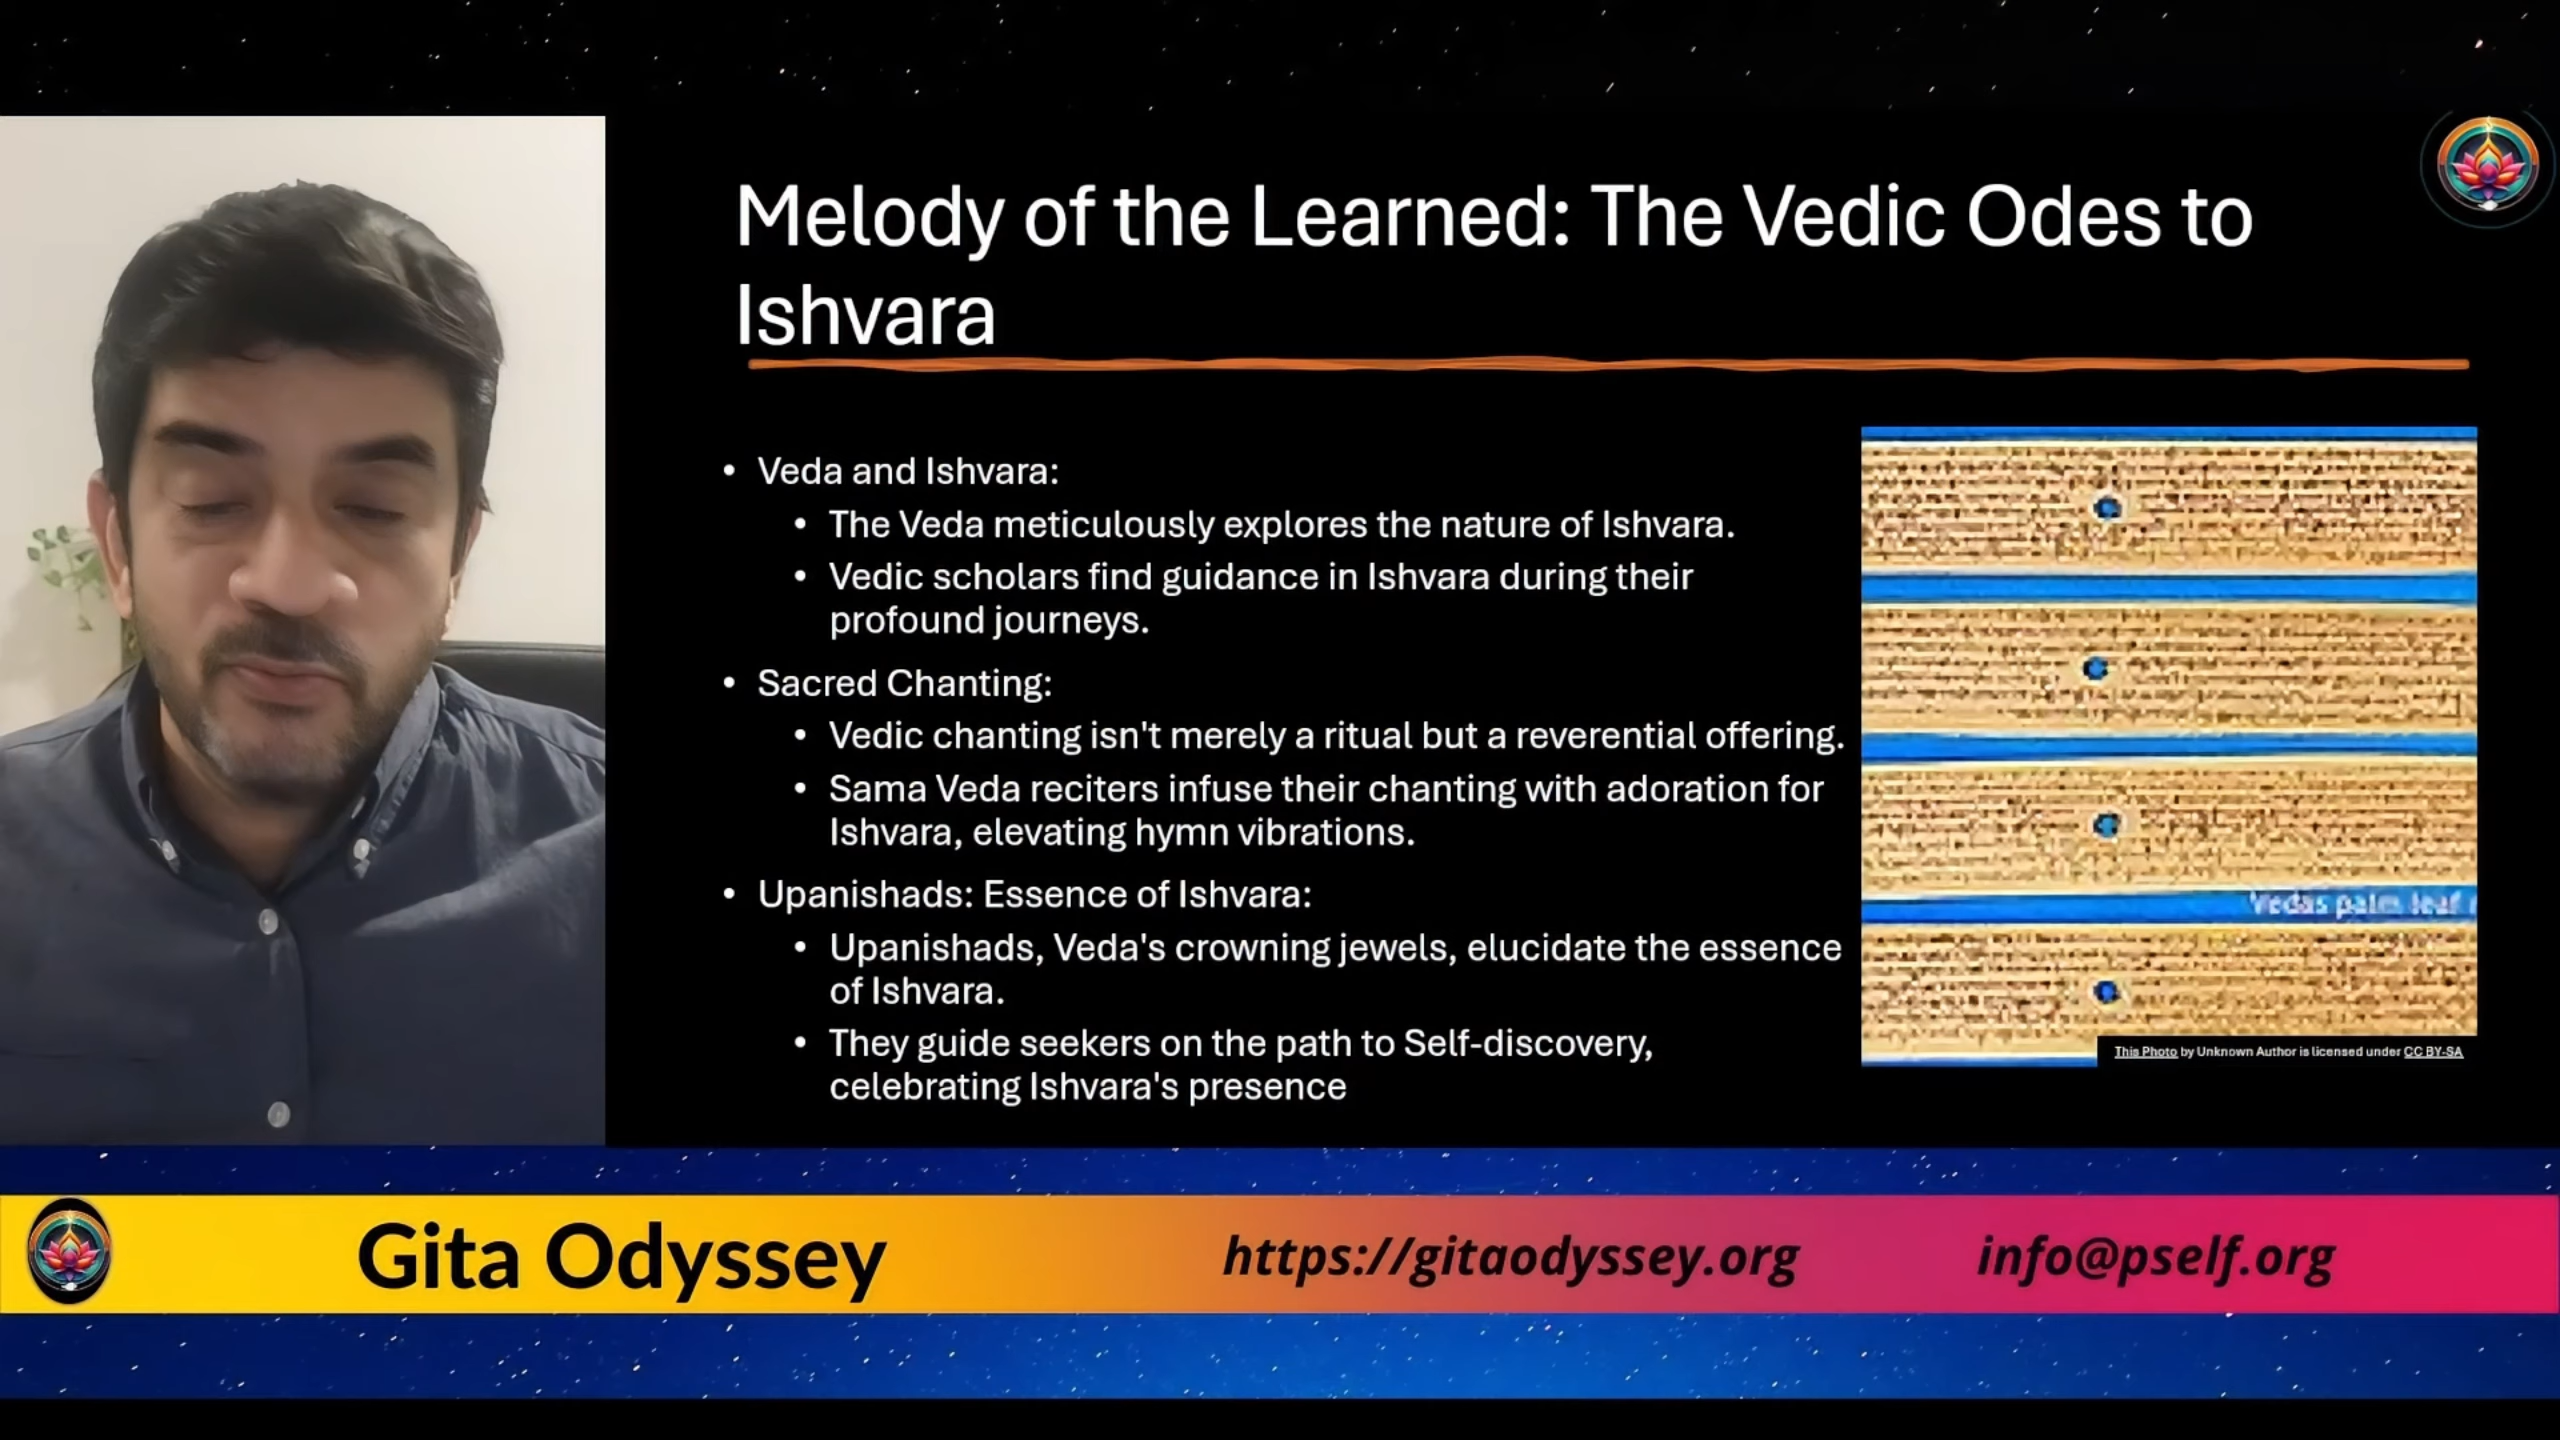 Melody of the Learned: The Vedic Odes to
Ishvara
• Veda and Ishvara:
• The Veda meticulously explores the nature of Ishvara.
• Vedic scholars find guidance in Ishvara during their
profound journeys.
• Sacred Chanting:
• Vedic chanting isn't merely a ritual but a reverential offering.
• Sama Veda reciters infuse their chanting with adoration for
Ishvara, elevating hymn vibrations.
• Upanishads: Essence of Ishvara:
• Upanishads, Veda's crowning jewels, elucidate the essence
of Ishvara.
• They guide seekers on the path to Self-discovery,
celebrating Ishvara's presence
Vedas palm leaf
This Photo by Unknown Author is licensed under CC BY-SA
Gita Odyssey
https://gitaodyssey.org
info@pself.org